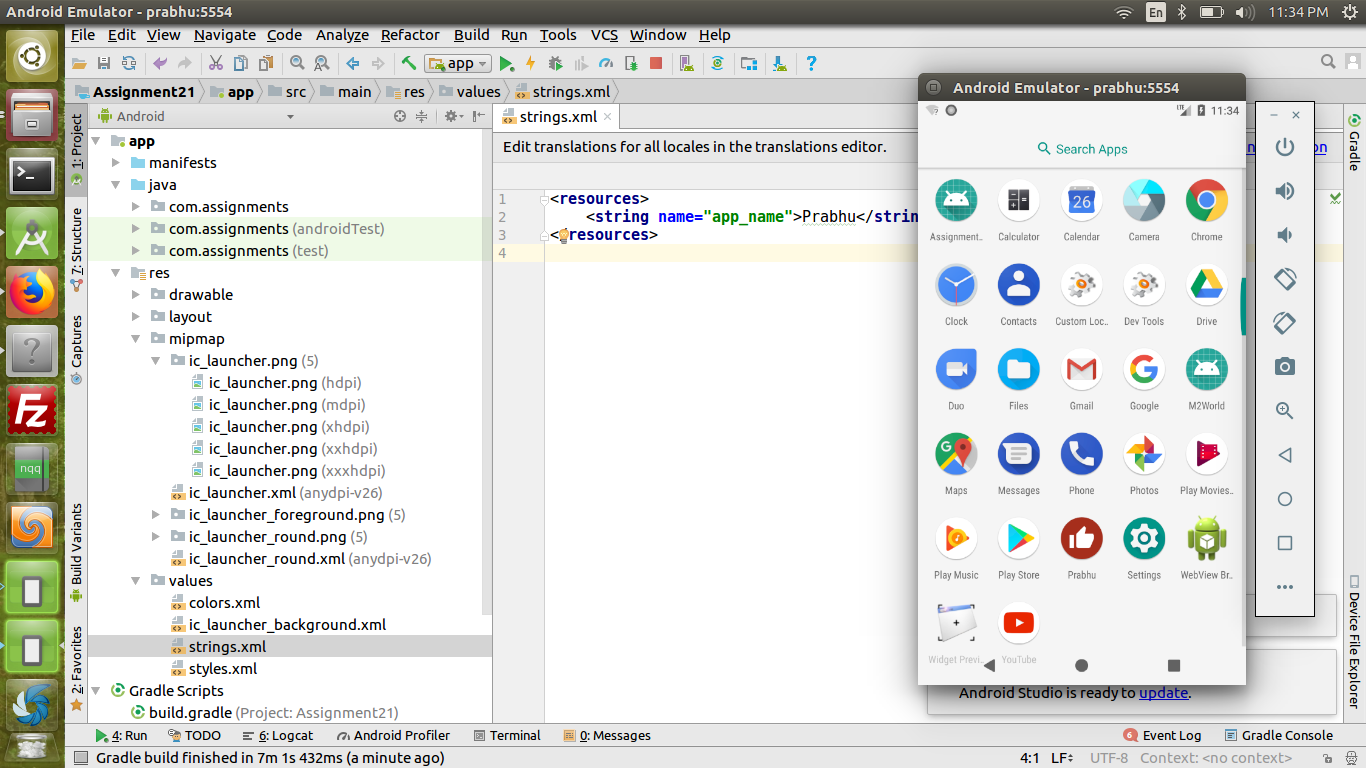 Android Emulator - prabhu:5554
En
11:34 PM
File Edit View Navigate Code Analyze Refactor Build Run Tools VCS Window Help
app
Assignment21 app src main res values strings.xml
Android
strings.xml
Edit translations for all locales in the translations editor.
on
1 <resources>
2 <string name="app_name">Prabhu</strin
3 < resources>
4
1: Project
7: Structure
Captures
Build Variants
2: Favorites
app
manifests
java
com.assignments
com.assignments (androidTest)
com.assignments (test)
res
drawable
layout
mipmap
ic_launcher.png (5)
ic_launcher.png (hdpi)
ic_launcher.png (mdpi)
ic_launcher.png (xhdpi)
ic_launcher.png (xxhdpi)
ic_launcher.png (xxxhdpi)
ic_launcher.xml (anydpi-v26)
ic_launcher_foreground.png (5)
ic_launcher_round.png (5)
ic_launcher_round.xml (anydpi-v26)
values
colors.xml
ic_launcher_background.xml
strings.xml
styles.xml
Gradle Scripts
build.gradle (Project: Assignment21)
Fz
nqq
Android Emulator - prabhu:5554
LTE 11:34
Search Apps
26
Assignment.. Calculator Calendar Camera Chrome
Clock Contacts Custom Loc.. Dev Tools Drive
Duo Files Gmail Google M2World
Maps Messages Phone Photos Play Movies..
Play Music Play Store Prabhu Settings WebView Br..
Widget Previ.. YouTube
Gradle
Device File Explorer
Android Studio is ready to update.
4: Run TODO 6: Logcat Android Profiler Terminal 0: Messages 6 Event Log Gradle Console
Gradle build finished in 7m 1s 432ms (a minute ago) 4:1 LF UTF-8 Context: <no context>